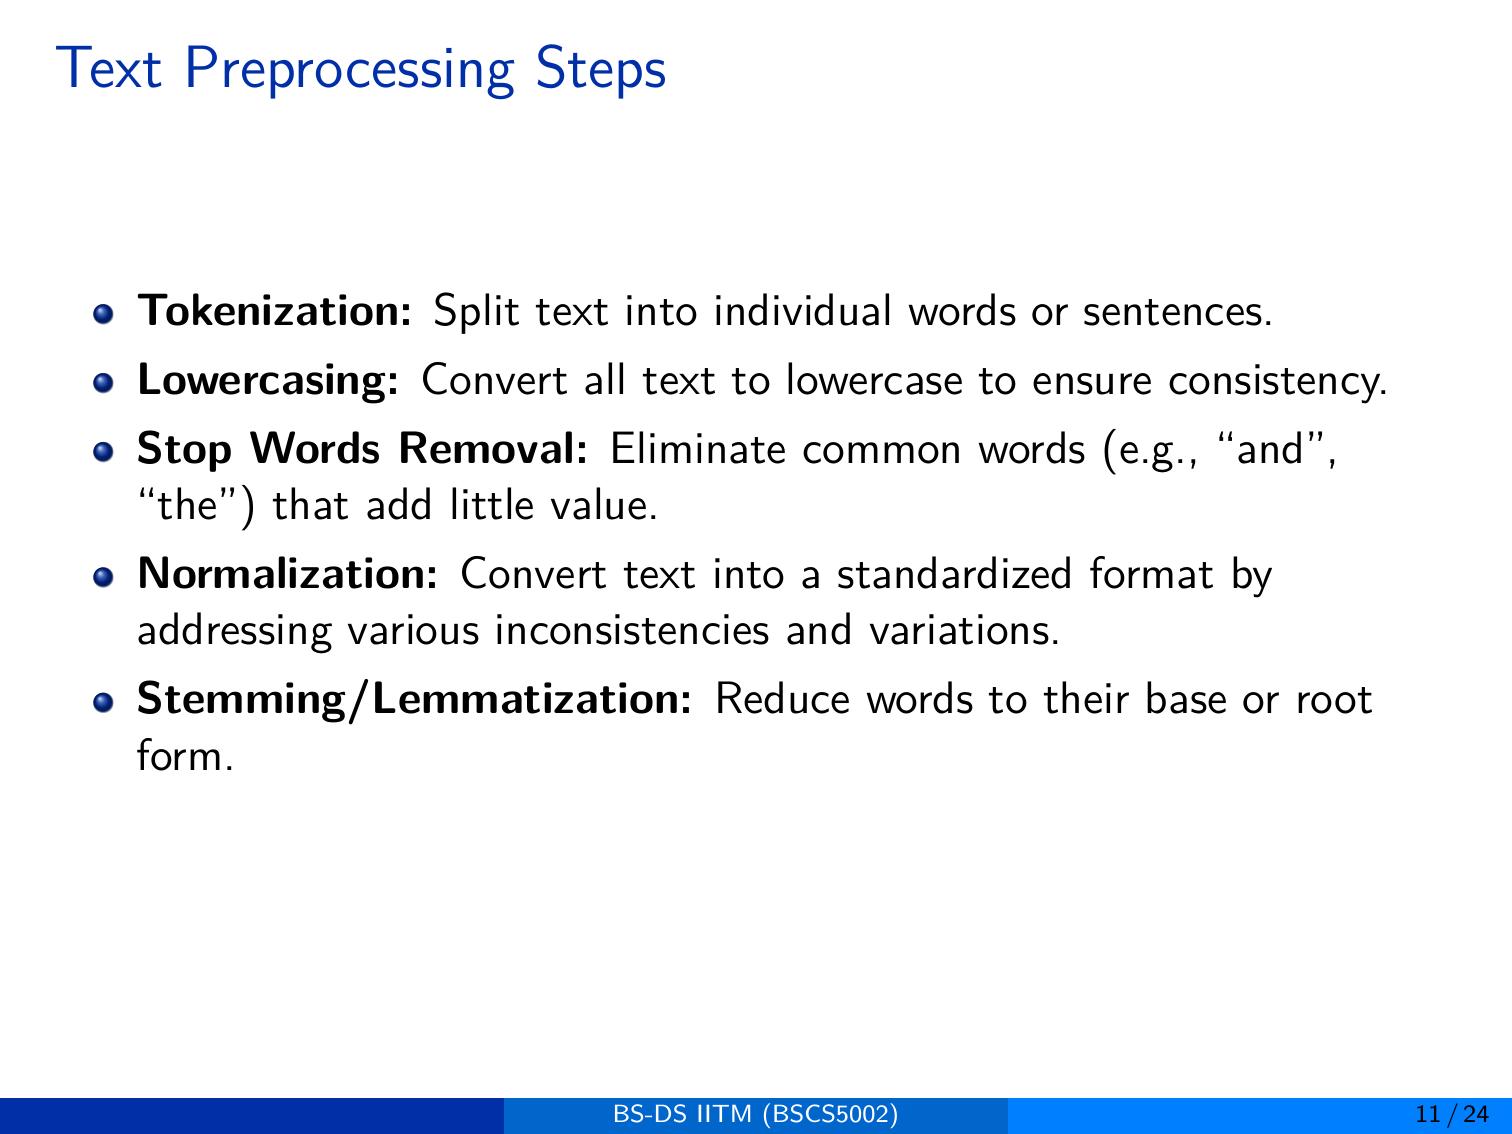 Text Preprocessing Steps
Tokenization: Split text into individual words or sentences.
Lowercasing: Convert all text to lowercase to ensure consistency.
Stop Words Removal: Eliminate common words (e.g., “and”,
“the”) that add little value.
Normalization: Convert text into a standardized format by
addressing various inconsistencies and variations.
Stemming/Lemmatization: Reduce words to their base or root
form.
BS-DS IITM (BSCS5002)
11 / 24